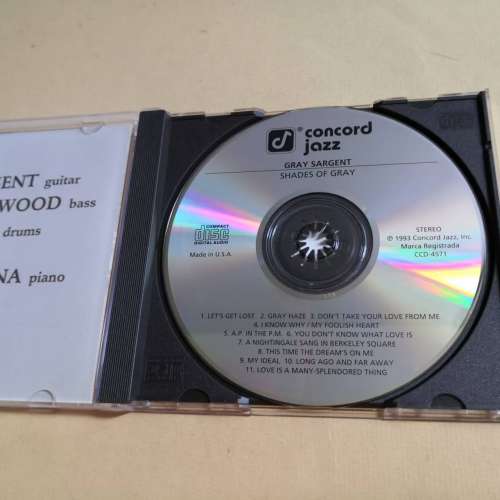 ENT guitar
WOOD bass
drums
NA piano
concord
jazz
GRAY SARGENT
SHADES OF GRAY
COMPACT
disc
DIGITAL AUDIO
Made in U.S.A.
STEREO
℗ 1993 Concord Jazz, Inc.
Marca Registrada
CCD-4571
1. LET'S GET LOST 2. GRAY HAZE 3. DON'T TAKE YOUR LOVE FROM ME
4. I KNOW WHY / MY FOOLISH HEART
5. A.P. IN THE P.M. 6. YOU DON'T KNOW WHAT LOVE IS
7. A NIGHTINGALE SANG IN BERKELEY SQUARE
8. THIS TIME THE DREAM'S ON ME
9. MY IDEAL 10. LONG AGO AND FAR AWAY
11. LOVE IS A MANY-SPLENDORED THING